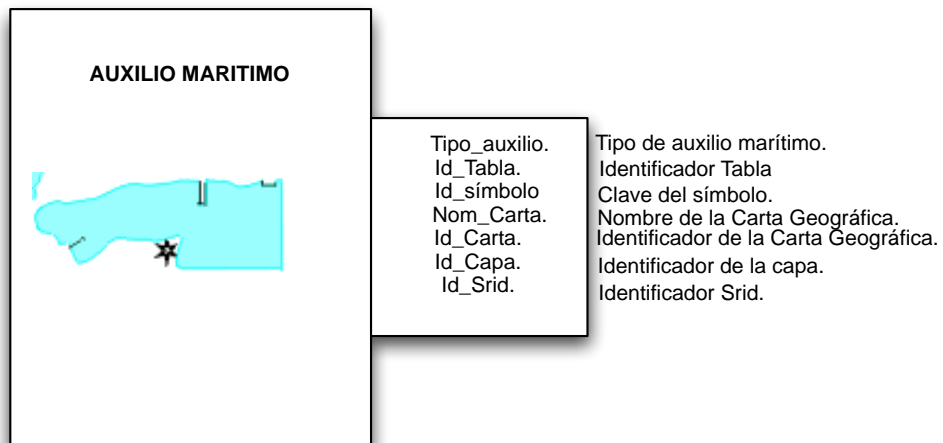 AUXILIO MARITIMO
Tipo_auxilio. Tipo de auxilio marítimo.
Id_Tabla. Identificador Tabla
Id_símbolo Clave del símbolo.
Nom_Carta. Nombre de la Carta Geográfica.
Id_Carta. Identificador de la Carta Geográfica.
Id_Capa. Identificador de la capa.
Id_Srid. Identificador Srid.